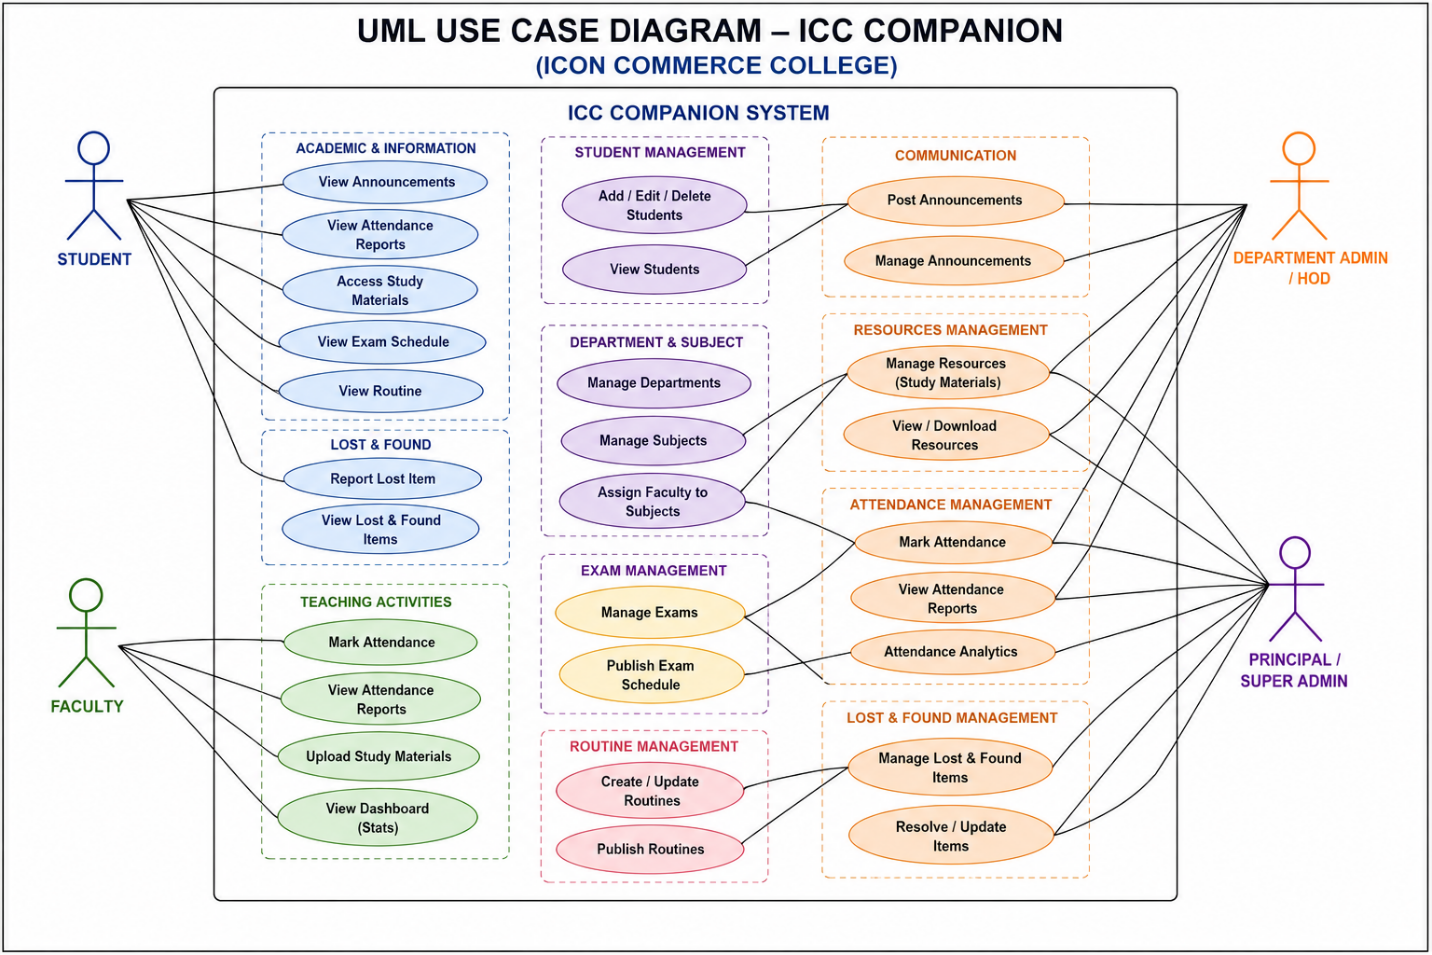 UML USE CASE DIAGRAM – ICC COMPANION
(ICON COMMERCE COLLEGE)
ICC COMPANION SYSTEM
STUDENT
FACULTY
ACADEMIC & INFORMATION
View Announcements
View Attendance
Reports
Access Study
Materials
View Exam Schedule
View Routine
LOST & FOUND
Report Lost Item
View Lost & Found
Items
TEACHING ACTIVITIES
Mark Attendance
View Attendance
Reports
Upload Study Materials
View Dashboard
(Stats)
STUDENT MANAGEMENT
Add / Edit / Delete
Students
View Students
DEPARTMENT & SUBJECT
Manage Departments
Manage Subjects
Assign Faculty to
Subjects
EXAM MANAGEMENT
Manage Exams
Publish Exam
Schedule
ROUTINE MANAGEMENT
Create / Update
Routines
Publish Routines
COMMUNICATION
Post Announcements
Manage Announcements
RESOURCES MANAGEMENT
Manage Resources
(Study Materials)
View / Download
Resources
ATTENDANCE MANAGEMENT
Mark Attendance
View Attendance
Reports
Attendance Analytics
LOST & FOUND MANAGEMENT
Manage Lost & Found
Items
Resolve / Update
Items
DEPARTMENT ADMIN
/ HOD
PRINCIPAL /
SUPER ADMIN